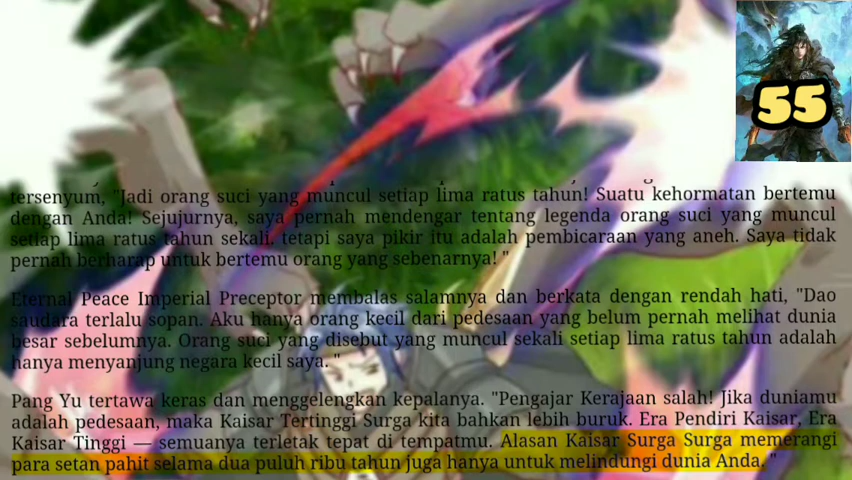 55
tersenyum, "Jadi orang suci yang muncul setiap lima ratus tahun! Suatu kehormatan bertemu
dengan Anda! Sejujurnya, saya pernah mendengar tentang legenda orang suci yang muncul
setiap lima ratus tahun sekali, tetapi saya pikir itu adalah pembicaraan yang aneh. Saya tidak
pernah berharap untuk bertemu orang yang sebenarnya! "
Eternal Peace Imperial Preceptor membalas salamnya dan berkata dengan rendah hati, "Dao
saudara terlalu sopan. Aku hanya orang kecil dari pedesaan yang belum pernah melihat dunia
besar sebelumnya. Orang suci yang disebut yang muncul sekali setiap lima ratus tahun adalah
hanya menyanjung negara kecil saya. "
Pang Yu tertawa keras dan menggelengkan kepalanya. "Pengajar Kerajaan salah! Jika duniamu
adalah pedesaan, maka Kaisar Tertinggi Surga kita bahkan lebih buruk. Era Pendiri Kaisar, Era
Kaisar Tinggi — semuanya terletak tepat di tempatmu. Alasan Kaisar Surga Surga memerangi
para setan pahit selama dua puluh ribu tahun juga hanya untuk melindungi dunia Anda. "